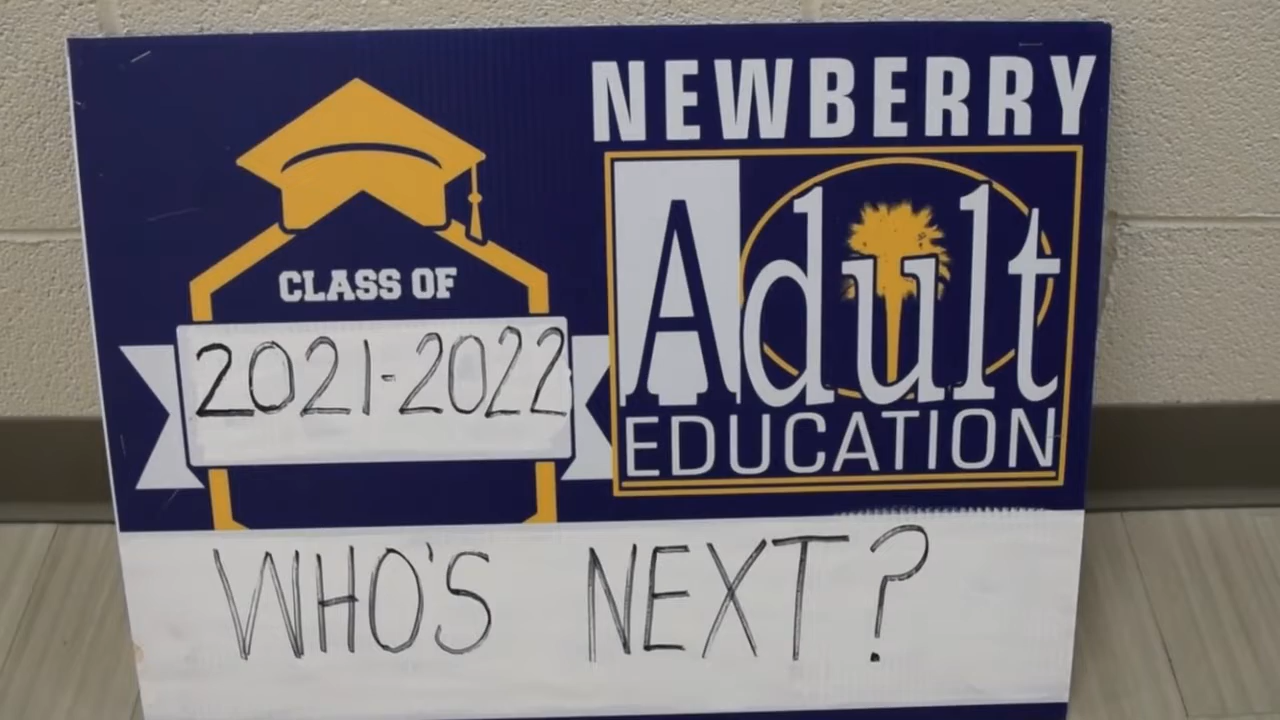 CLASS OF
2021-2022
NEWBERRY
Adult
EDUCATION
WHO'S NEXT?